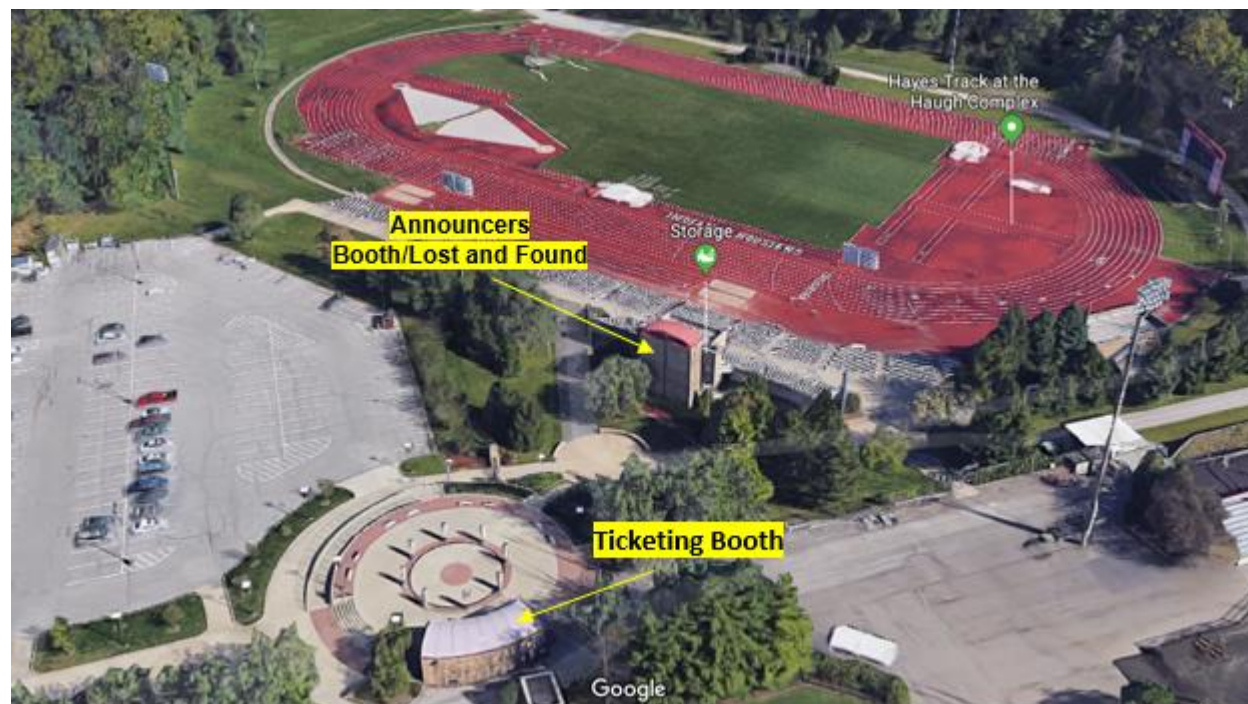 Hayes Track at the
Haugh Complex
Announcers
Booth/Lost and Found
Storage
INDIANA HOOSIERS
Ticketing Booth
Google